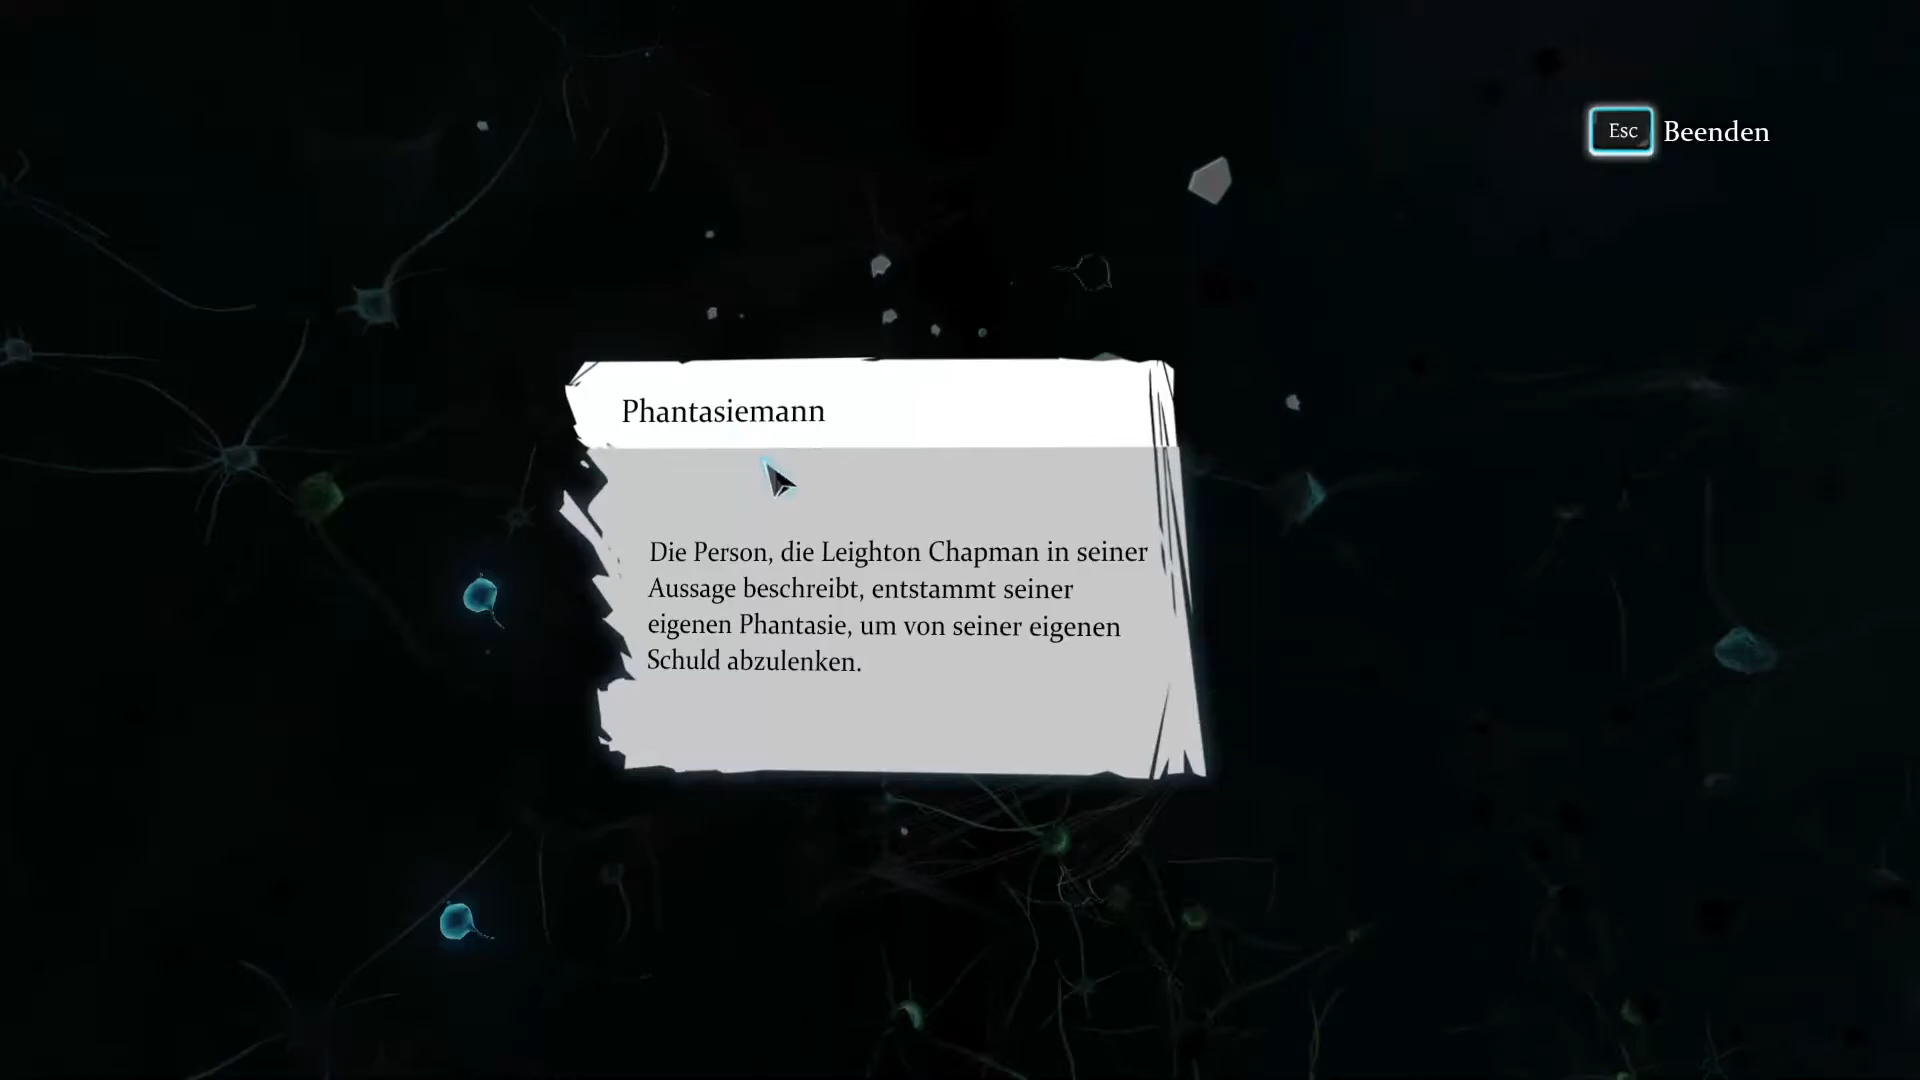 Esc Beenden
Phantasiemann
Die Person, die Leighton Chapman in seiner
Aussage beschreibt, entstammt seiner
eigenen Phantasie, um von seiner eigenen
Schuld abzulenken.